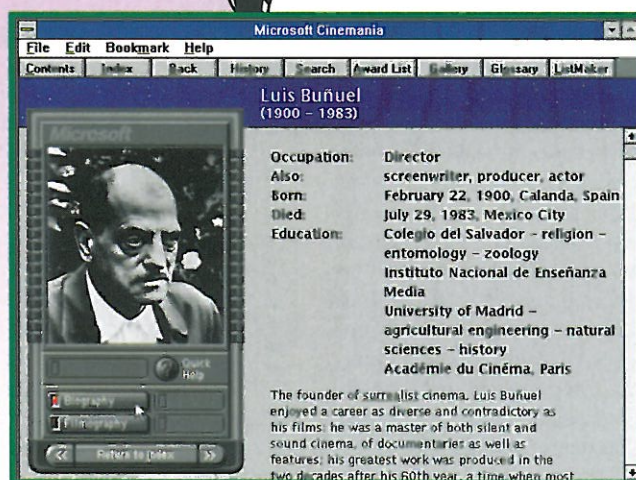 Microsoft Cinemania
File Edit Bookmark Help
Contents Index Back History Search Award List Gallery Glossary ListMaker
Luis Buñuel
(1900 – 1983)
Microsoft
Occupation: Director
Also: screenwriter, producer, actor
Born: February 22, 1900, Calanda, Spain
Died: July 29, 1983, Mexico City
Education: Colegio del Salvador – religion –
entomology – zoology
Instituto Nacional de Enseñanza
Media
University of Madrid –
agricultural engineering – natural
sciences – history
Académie du Cinéma, Paris
Quick
Help
Biography
Filmography
Return to Index
The founder of surrealist cinema, Luis Buñuel
enjoyed a career as diverse and contradictory as
his films: he was a master of both silent and
sound cinema, of documentaries as well as
features; his greatest work was produced in the
two decades after his 60th year, a time when most